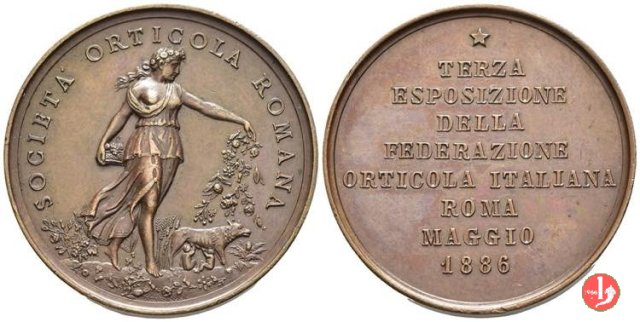 SOCIETA' ORTICOLA ROMANA
TERZA
ESPOSIZIONE
DELLA
FEDERAZIONE
ORTICOLA ITALIANA
ROMA
MAGGIO
1886